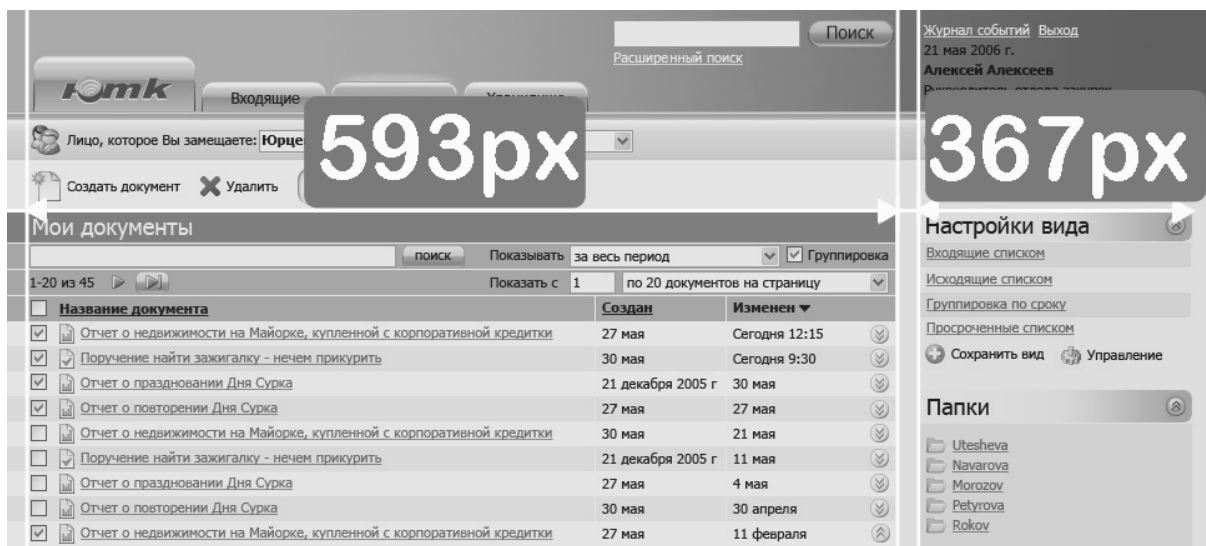 Поиск
Расширенный поиск
Журнал событий Выход
21 мая 2006 г.
Алексей Алексеев
Руководитель отдела закупок
ютк
Входящие
Лицо, которое Вы замещаете:
593px
367px
Создать документ Удалить
Мои документы
поиск Показывать за весь период Группировка
1-20 из 45 Показать с 1 по 20 документов на страницу
Название документа Создан Изменен
Отчет о недвижимости на Майорке, купленной с корпоративной кредитки 27 мая Сегодня 12:15
Поручение найти зажигалку - нечем прикурить 30 мая Сегодня 9:30
Отчет о праздновании Дня Сурка 21 декабря 2005 г 30 мая
Отчет о повторении Дня Сурка 27 мая 27 мая
Отчет о недвижимости на Майорке, купленной с корпоративной кредитки 30 мая 21 мая
Поручение найти зажигалку - нечем прикурить 21 декабря 2005 г 11 мая
Отчет о праздновании Дня Сурка 27 мая 4 мая
Отчет о повторении Дня Сурка 30 мая 30 апреля
Отчет о недвижимости на Майорке, купленной с корпоративной кредитки 27 мая 11 февраля
Настройки вида
Входящие списком
Исходящие списком
Группировка по сроку
Просроченные списком
Сохранить вид Управление
Папки
Utesheva
Navarova
Morozov
Petyrova
Rokov